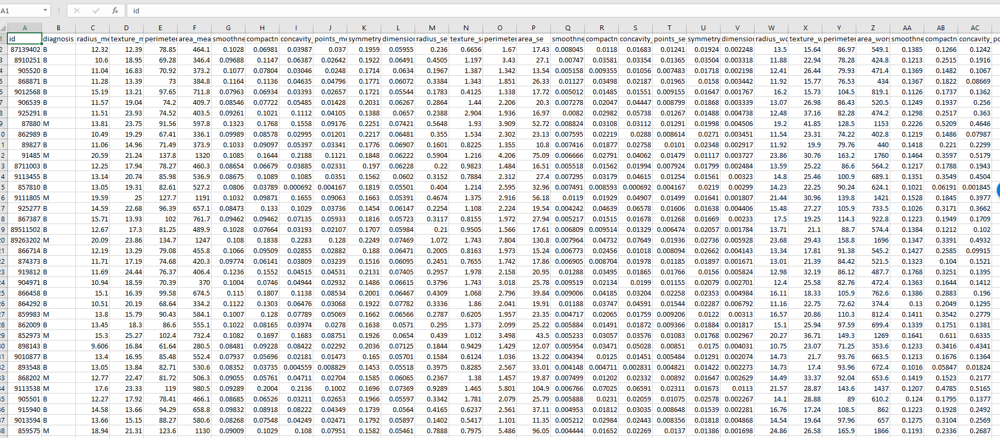 A1 fx id
A B C D E F G H I J K L M N O P Q R S T U V W X Y Z AA AB AC
1 id diagnosis radius_me texture_m perimeter area_mea smoothne compactn concavity_ points_me symmetry dimension radius_se texture_s perimeter area_se smoothne compactn concavity_ points_se symmetry dimension radius_wo texture_w perimeter area_wors smoothne compactn concavity_ po
2 87139402 B 12.32 12.39 78.85 464.1 0.1028 0.06981 0.03987 0.037 0.1959 0.05955 0.236 0.6656 1.67 17.43 0.008045 0.0118 0.01683 0.01241 0.01924 0.002248 13.5 15.64 86.97 549.1 0.1385 0.1266 0.1242
3 8910251 B 10.6 18.95 69.28 346.4 0.09688 0.1147 0.06387 0.02642 0.1922 0.06491 0.4505 1.197 3.43 27.1 0.00747 0.03581 0.03354 0.01365 0.03504 0.003318 11.88 22.94 78.28 424.8 0.1213 0.2515 0.1916
4 905520 B 11.04 16.83 70.92 373.2 0.1077 0.07804 0.03046 0.0248 0.1714 0.0634 0.1967 1.387 1.342 13.54 0.005158 0.009355 0.01056 0.007483 0.01718 0.002198 12.41 26.44 79.93 471.4 0.1369 0.1482 0.1067
5 868871 B 11.28 13.39 73 384.8 0.1164 0.1136 0.04635 0.04796 0.1771 0.06072 0.3384 1.343 1.851 26.33 0.01127 0.03498 0.02187 0.01965 0.0158 0.003442 11.92 15.77 76.53 434 0.1367 0.1822 0.08669
6 9012568 B 15.19 13.21 97.65 711.8 0.07963 0.06934 0.03393 0.02657 0.1721 0.05544 0.1783 0.4125 1.338 17.72 0.005012 0.01485 0.01551 0.009155 0.01647 0.001767 16.2 15.73 104.5 819.1 0.1126 0.1737 0.1362
7 906539 B 11.57 19.04 74.2 409.7 0.08546 0.07722 0.05485 0.01428 0.2031 0.06267 0.2864 1.44 2.206 20.3 0.007278 0.02047 0.04447 0.008799 0.01868 0.003339 13.07 26.98 86.43 520.5 0.1249 0.1937 0.256
8 925291 B 11.51 23.93 74.52 403.5 0.09261 0.1021 0.1112 0.04105 0.1388 0.0657 0.2388 2.904 1.936 16.97 0.0082 0.02982 0.05738 0.01267 0.01488 0.004738 12.48 37.16 82.28 474.2 0.1298 0.2517 0.363
9 87880 M 13.81 23.75 91.56 597.8 0.1323 0.1768 0.1558 0.09176 0.2251 0.07421 0.5648 1.93 3.909 52.72 0.008824 0.03108 0.03112 0.01291 0.01998 0.004506 19.2 41.85 128.5 1153 0.2226 0.5209 0.4646
0 862989 B 10.49 19.29 67.41 336.1 0.09989 0.08578 0.02995 0.01201 0.2217 0.06481 0.355 1.534 2.302 23.13 0.007595 0.02219 0.0288 0.008614 0.0271 0.003451 11.54 23.31 74.22 402.8 0.1219 0.1486 0.07987
1 89827 B 11.06 14.96 71.49 373.9 0.1033 0.09097 0.05397 0.03341 0.1776 0.06907 0.1601 0.8225 1.355 10.8 0.007416 0.01877 0.02758 0.0101 0.02348 0.002917 11.92 19.9 79.76 440 0.1418 0.221 0.2299
2 91485 M 20.59 21.24 137.8 1320 0.1085 0.1644 0.2188 0.1121 0.1848 0.06222 0.5904 1.216 4.206 75.09 0.006666 0.02791 0.04062 0.01479 0.01117 0.003727 23.86 30.76 163.2 1760 0.1464 0.3597 0.5179
3 8711003 B 12.25 17.94 78.27 460.3 0.08654 0.06679 0.03885 0.02331 0.197 0.06228 0.22 0.9823 1.484 16.51 0.005518 0.01562 0.01994 0.007924 0.01799 0.002484 13.59 25.22 86.6 564.2 0.1217 0.1788 0.1943
4 9113455 B 13.14 20.74 85.98 536.9 0.08675 0.1089 0.1085 0.0351 0.1562 0.0602 0.3152 0.7884 2.312 27.4 0.007295 0.03179 0.04615 0.01254 0.01561 0.00323 14.8 25.46 100.9 689.1 0.1351 0.3549 0.4504
5 857810 B 13.05 19.31 82.61 527.2 0.0806 0.03789 0.000692 0.004167 0.1819 0.05501 0.404 1.214 2.595 32.96 0.007491 0.008593 0.000692 0.004167 0.0219 0.00299 14.23 22.25 90.24 624.1 0.1021 0.06191 0.001845
6 9111805 M 19.59 25 127.7 1191 0.1032 0.09871 0.1655 0.09063 0.1663 0.05391 0.4674 1.375 2.916 56.18 0.0119 0.01929 0.04907 0.01499 0.01641 0.001807 21.44 30.96 139.8 1421 0.1528 0.1845 0.3977
7 925277 B 14.59 22.68 96.39 657.1 0.08473 0.133 0.1029 0.03736 0.1454 0.06147 0.2254 1.108 2.224 19.54 0.004242 0.04639 0.06578 0.01606 0.01638 0.004406 15.48 27.27 105.9 733.5 0.1026 0.3171 0.3662
8 867387 B 15.71 13.93 102 761.7 0.09462 0.09462 0.07135 0.05933 0.1816 0.05723 0.3117 0.8155 1.972 27.94 0.005217 0.01515 0.01678 0.01268 0.01669 0.00233 17.5 19.25 114.3 922.8 0.1223 0.1949 0.1709
9 89511502 B 12.67 17.3 81.25 489.9 0.1028 0.07664 0.03193 0.02107 0.1707 0.05984 0.21 0.9505 1.566 17.61 0.006809 0.009514 0.01329 0.006474 0.02057 0.001784 13.71 21.1 88.7 574.4 0.1384 0.1212 0.102
20 89263202 M 20.09 23.86 134.7 1247 0.108 0.1838 0.2283 0.128 0.2249 0.07469 1.072 1.743 7.804 130.8 0.007964 0.04732 0.07649 0.01936 0.02736 0.005928 23.68 29.43 158.8 1696 0.1347 0.3391 0.4932
21 866714 B 12.19 13.29 79.08 455.8 0.1066 0.09509 0.02855 0.02882 0.188 0.06471 0.2005 0.8163 1.973 15.24 0.006773 0.02456 0.01018 0.008094 0.02662 0.004143 13.34 17.81 91.38 545.2 0.1427 0.2585 0.09915
22 874373 B 11.71 17.19 74.68 420.3 0.09774 0.06141 0.03809 0.03239 0.1516 0.06095 0.2451 0.7655 1.742 17.86 0.006905 0.008704 0.01978 0.01185 0.01897 0.001671 13.01 21.39 84.42 521.5 0.1323 0.104 0.1521
23 919812 B 11.69 24.44 76.37 406.4 0.1236 0.1552 0.04515 0.04531 0.2131 0.07405 0.2957 1.978 2.158 20.95 0.01288 0.03495 0.01865 0.01766 0.0156 0.005824 12.98 32.19 86.12 487.7 0.1768 0.3251 0.1395
24 904971 B 10.94 18.59 70.39 370 0.1004 0.0746 0.04944 0.02932 0.1486 0.06615 0.3796 1.743 3.018 25.78 0.009519 0.02134 0.0199 0.01155 0.02079 0.002701 12.4 25.58 82.76 472.4 0.1363 0.1644 0.1412
25 866458 B 15.1 16.39 99.58 674.5 0.115 0.1807 0.1138 0.08534 0.2001 0.06467 0.4309 1.068 2.796 39.84 0.009006 0.04185 0.03204 0.02258 0.02353 0.004984 16.11 18.33 105.9 762.6 0.1386 0.2883 0.196
26 864292 B 10.51 20.19 68.64 334.2 0.1122 0.1303 0.06476 0.03068 0.1922 0.07782 0.3336 1.86 2.041 19.91 0.01188 0.03747 0.04591 0.01544 0.02287 0.006792 11.16 22.75 72.62 374.4 0.13 0.2049 0.1295
27 859983 M 13.8 15.79 90.43 584.1 0.1007 0.128 0.07789 0.05069 0.1662 0.06566 0.2787 0.6205 1.957 23.35 0.004717 0.02065 0.01759 0.009206 0.0122 0.00313 16.57 20.86 110.3 812.4 0.1411 0.3542 0.2779
28 862009 B 13.45 18.3 86.6 555.1 0.1022 0.08165 0.03974 0.0278 0.1638 0.0571 0.295 1.373 2.099 25.22 0.005884 0.01491 0.01872 0.009366 0.01884 0.001817 15.1 25.94 97.59 699.4 0.1339 0.1751 0.1381
29 852973 M 15.3 25.27 102.4 732.4 0.1082 0.1697 0.1683 0.08751 0.1926 0.0654 0.439 1.012 3.498 43.5 0.005233 0.03057 0.03576 0.01083 0.01768 0.002967 20.27 36.71 149.3 1269 0.1641 0.611 0.6335
30 898143 B 9.606 16.84 61.64 280.5 0.08481 0.09228 0.08422 0.02292 0.2036 0.07125 0.1844 0.9429 1.429 12.07 0.005954 0.03471 0.05028 0.00851 0.0175 0.004031 10.75 23.07 71.25 353.6 0.1233 0.3416 0.4341
31 9010877 B 13.4 16.95 85.48 552.4 0.07937 0.05696 0.02181 0.01473 0.165 0.05701 0.1584 0.6124 1.036 13.22 0.004394 0.0125 0.01451 0.005484 0.01291 0.002074 14.73 21.7 93.76 663.5 0.1213 0.1676 0.1364
32 893548 B 13.05 13.84 82.71 530.6 0.08352 0.03735 0.004559 0.008829 0.1453 0.05518 0.3975 0.8285 2.567 33.01 0.004148 0.004711 0.002831 0.004821 0.01422 0.002273 14.73 17.4 93.96 672.4 0.1016 0.05847 0.01824
33 868202 M 12.77 22.47 81.72 506.3 0.09055 0.05761 0.04711 0.02704 0.1585 0.06065 0.2367 1.38 1.457 19.87 0.007499 0.01202 0.02332 0.00892 0.01647 0.002629 14.49 33.37 92.04 653.6 0.1419 0.1523 0.2177
34 9113538 M 17.6 23.33 119 980.5 0.09289 0.2004 0.2136 0.1002 0.1696 0.07369 0.9289 1.465 5.801 104.9 0.006766 0.07025 0.06591 0.02311 0.01673 0.0113 21.57 28.87 143.6 1437 0.1207 0.4785 0.5165
35 905501 B 12.27 17.92 78.41 466.1 0.08685 0.06526 0.03211 0.02653 0.1966 0.05597 0.3342 1.781 2.079 25.79 0.005888 0.0231 0.02059 0.01075 0.02578 0.002267 14.1 28.88 89 610.2 0.124 0.1795 0.1377
36 915940 B 14.58 13.66 94.29 658.8 0.09832 0.08918 0.08222 0.04349 0.1739 0.0564 0.4165 0.6237 2.561 37.11 0.004953 0.01812 0.03035 0.008648 0.01539 0.002281 16.76 17.24 108.5 862 0.1223 0.1928 0.2492
37 9013594 B 13.66 15.15 88.27 580.6 0.08268 0.07548 0.04249 0.02471 0.1792 0.05897 0.1402 0.5417 1.101 11.35 0.005212 0.02984 0.02443 0.008356 0.01818 0.004868 14.54 19.64 97.96 657 0.1275 0.3104 0.2569
38 859575 M 18.94 21.31 123.6 1130 0.09009 0.1029 0.108 0.07951 0.1582 0.05461 0.7888 0.7975 5.486 96.05 0.004444 0.01652 0.02269 0.0137 0.01386 0.001698 24.86 26.58 165.9 1866 0.1193 0.2336 0.2687